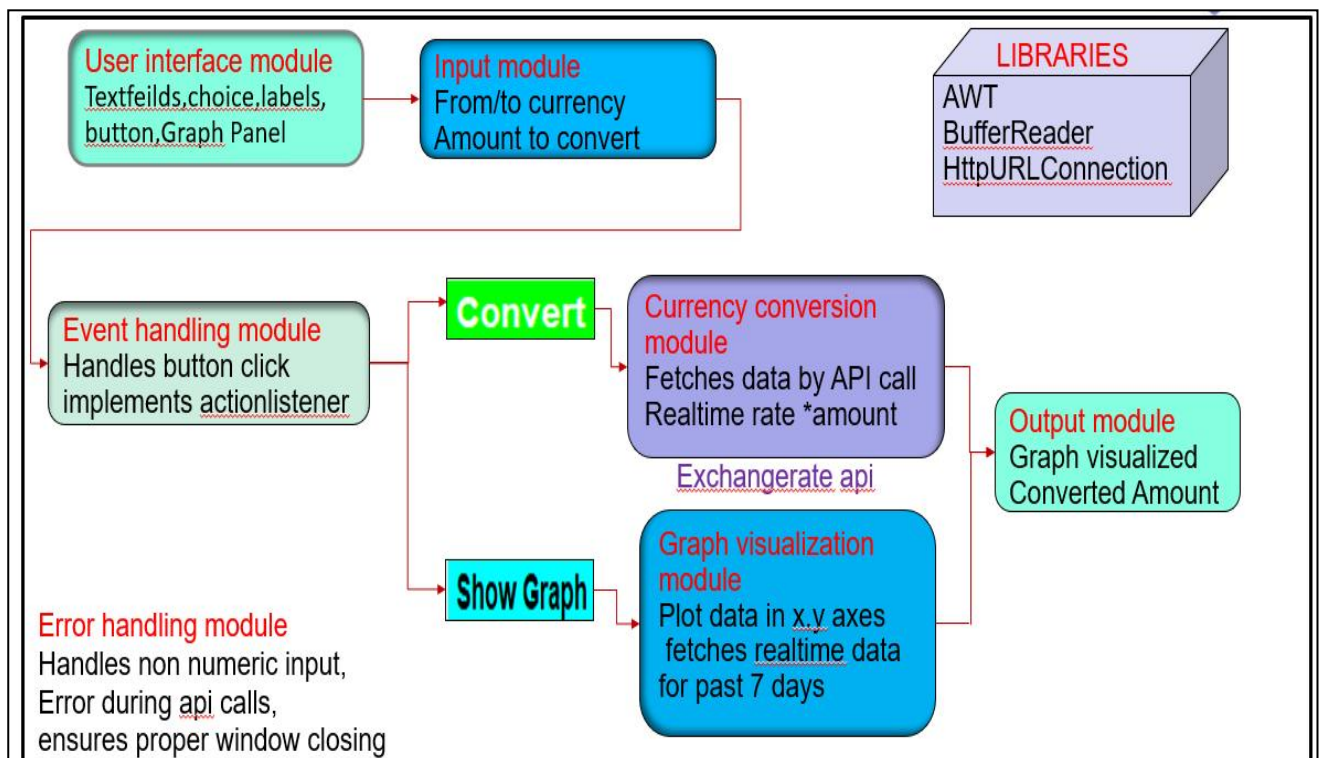 User interface module
Textfeilds,choice,labels,
button,Graph Panel
Input module
From/to currency
Amount to convert
LIBRARIES
AWT
BufferReader
HttpURLConnection
Event handling module
Handles button click
implements actionlistener
Convert
Currency conversion
module
Fetches data by API call
Realtime rate *amount
Exchangerate api
Output module
Graph visualized
Converted Amount
Show Graph
Graph visualization
module
Plot data in x,y axes
fetches realtime data
for past 7 days
Error handling module
Handles non numeric input,
Error during api calls,
ensures proper window closing